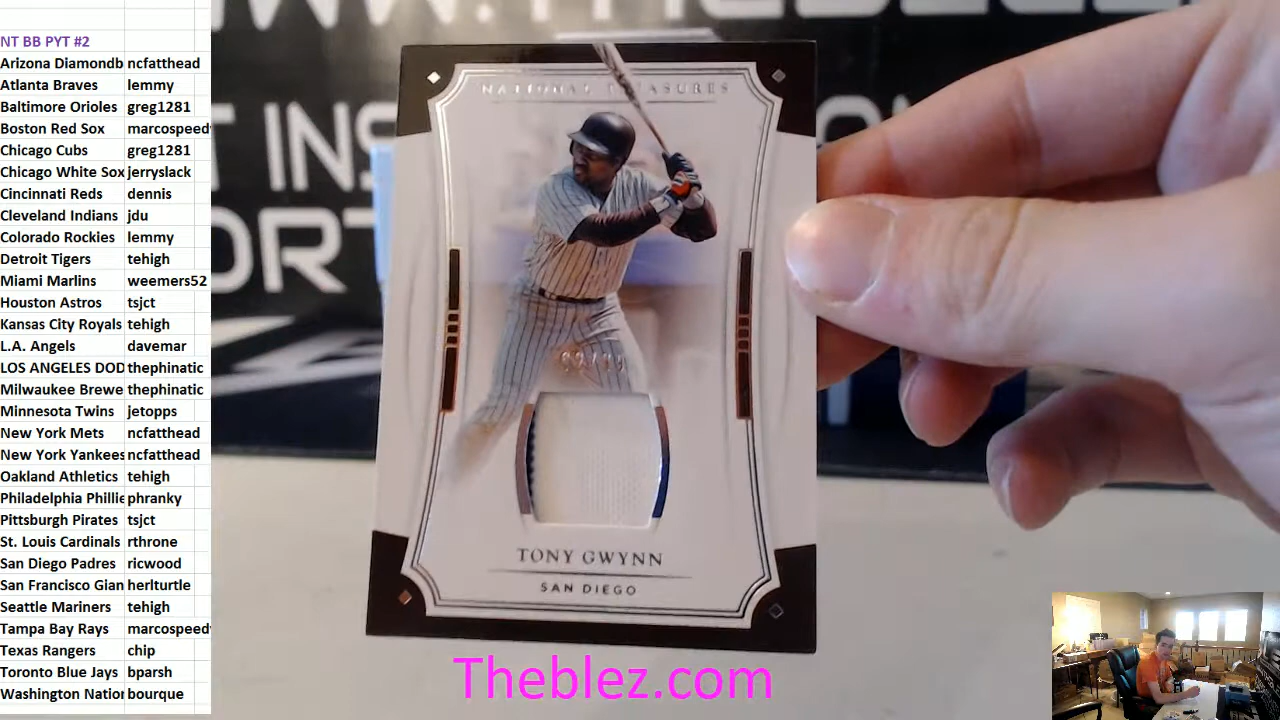 NT BB PYT #2
Arizona Diamondb ncfatthead
Atlanta Braves lemmy
Baltimore Orioles greg1281
Boston Red Sox marcospeed
Chicago Cubs greg1281
Chicago White Sox jerryslack
Cincinnati Reds dennis
Cleveland Indians jdu
Colorado Rockies lemmy
Detroit Tigers tehigh
Miami Marlins weemers52
Houston Astros tsjct
Kansas City Royals tehigh
L.A. Angels davemar
LOS ANGELES DOD thephinatic
Milwaukee Brewe thephinatic
Minnesota Twins jetopps
New York Mets ncfatthead
New York Yankees ncfatthead
Oakland Athletics tehigh
Philadelphia Phillie phranky
Pittsburgh Pirates tsjct
St. Louis Cardinals rthrone
San Diego Padres ricwood
San Francisco Gian herlturtle
Seattle Mariners tehigh
Tampa Bay Rays marcospeed
Texas Rangers chip
Toronto Blue Jays bparsh
Washington Nation bourque
NATIONAL TREASURES
TONY GWYNN
SAN DIEGO
Theblez.com